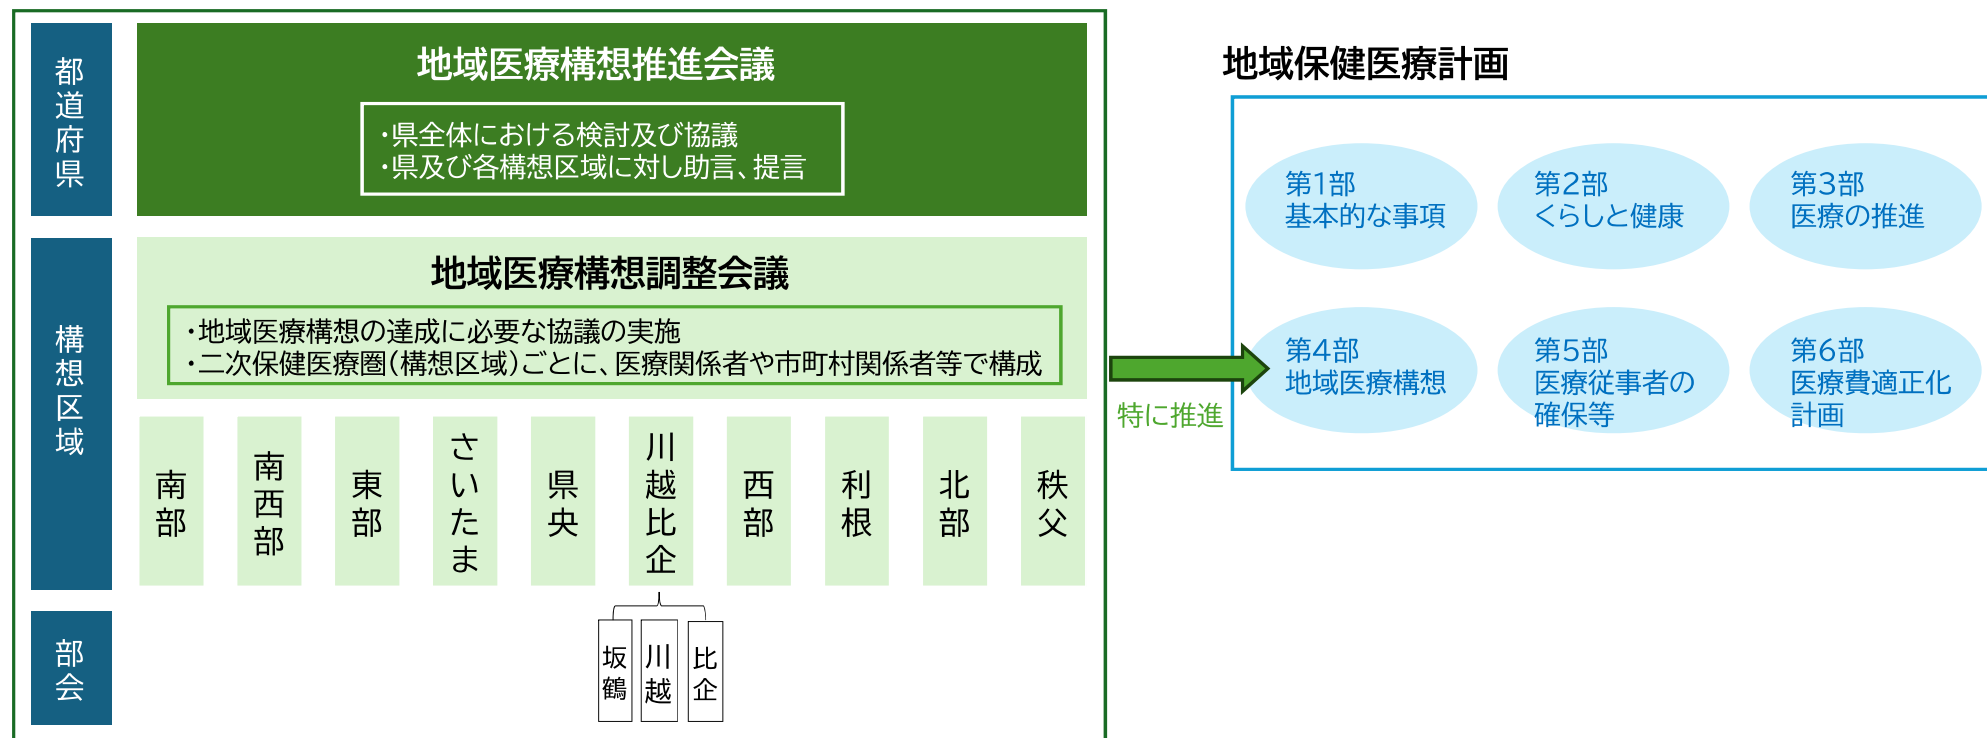 都道府県
地域医療構想推進会議
・県全体における検討及び協議
・県及び各構想区域に対し助言、提言
構想区域
地域医療構想調整会議
・地域医療構想の達成に必要な協議の実施
・二次保健医療圏(構想区域)ごとに、医療関係者や市町村関係者等で構成
南部
南西部
東部
さいたま
県央
川越比企
西部
利根
北部
秩父
部会
坂鶴
川越
比企
特に推進
地域保健医療計画
第1部
基本的な事項
第2部
くらしと健康
第3部
医療の推進
第4部
地域医療構想
第5部
医療従事者の
確保等
第6部
医療費適正化
計画